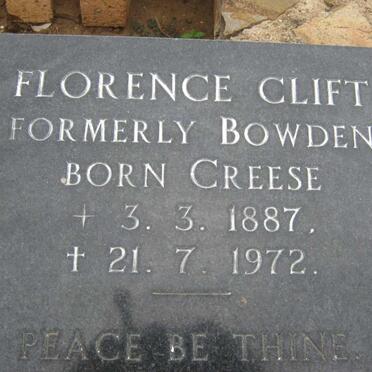 FLORENCE CLIFT
FORMERLY BOWDEN
BORN CREESE
+ 3. 3. 1887.
† 21. 7. 1972.
PEACE BE THINE.